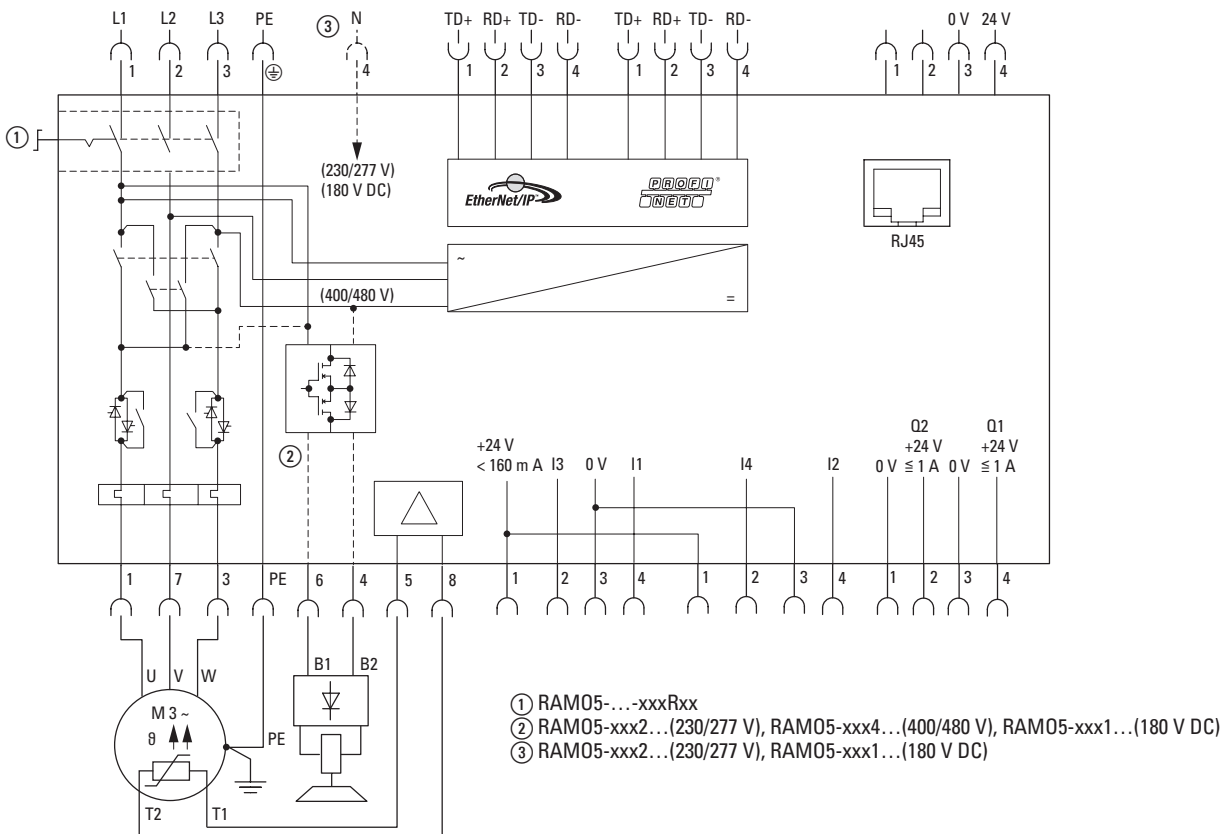 L1 L2 L3 PE ③ N TD+ RD+ TD- RD- TD+ RD+ TD- RD- 0 V 24 V
1 2 3 4 1 2 3 4 1 2 3 4 1 2 3 4
①
(230/277 V)
(180 V DC)
EtherNet/IP™
PROFI®
NET
RJ45
~
(400/480 V)
=
②
Q2 Q1
+24 V +24 V +24 V
< 160 m A I3 0 V I1 I4 I2 0 V ≦ 1 A 0 V ≦ 1 A
1 7 3 PE 6 4 5 8 1 2 3 4 1 2 3 4 1 2 3 4
B1 B2
U V W
M 3 ~
ϑ
PE
T2 T1
① RAMO5-...-xxxRxx
② RAMO5-xxx2...(230/277 V), RAMO5-xxx4...(400/480 V), RAMO5-xxx1...(180 V DC)
③ RAMO5-xxx2...(230/277 V), RAMO5-xxx1...(180 V DC)